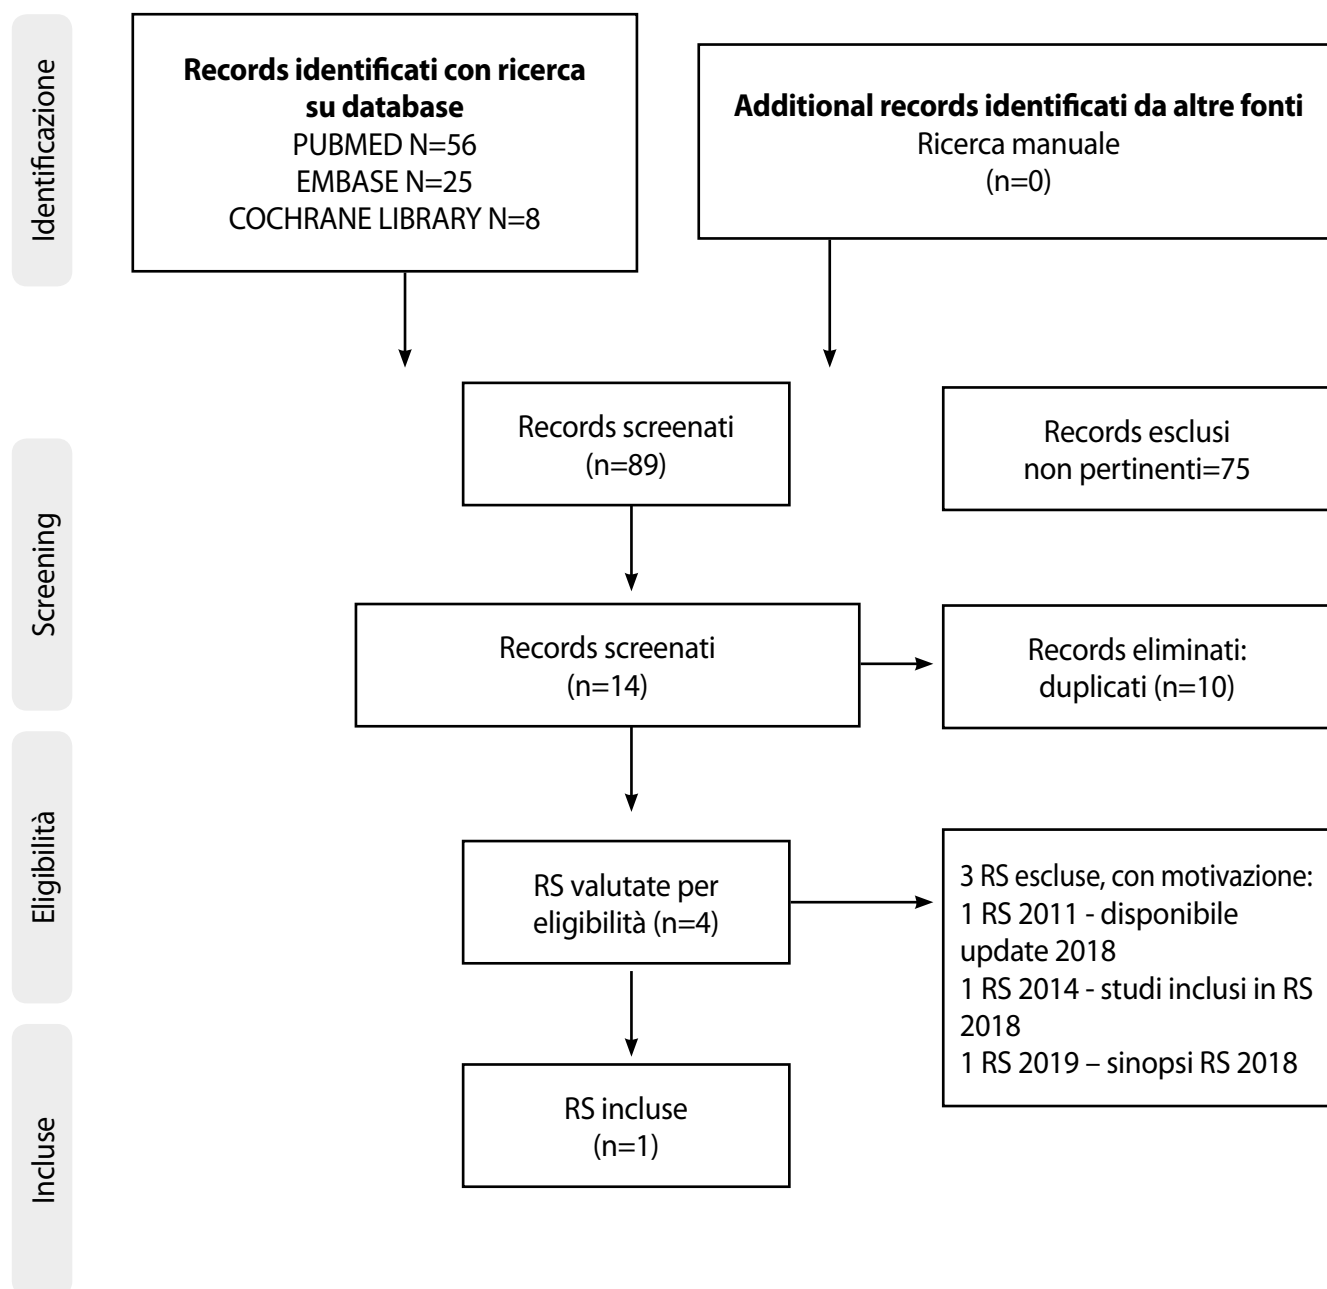 Identificazione
Records identificati con ricerca
su database
PUBMED N=56
EMBASE N=25
COCHRANE LIBRARY N=8
Additional records identificati da altre fonti
Ricerca manuale
(n=0)
Screening
Records screenati
(n=89)
Records esclusi
non pertinenti=75
Records screenati
(n=14)
Records eliminati:
duplicati (n=10)
Eligibilità
RS valutate per
eligibilità (n=4)
3 RS escluse, con motivazione:
1 RS 2011 - disponibile
update 2018
1 RS 2014 - studi inclusi in RS
2018
1 RS 2019 – sinopsi RS 2018
Incluse
RS incluse
(n=1)